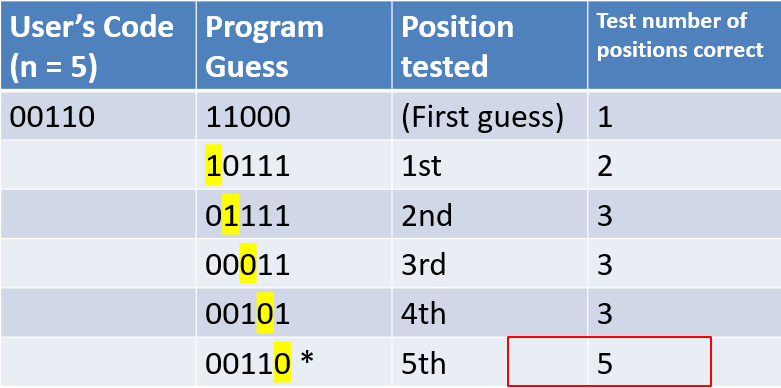 User's Code Program Position Test number of
(n = 5) Guess tested positions correct
00110 11000 (First guess) 1
10111 1st 2
01111 2nd 3
00011 3rd 3
00101 4th 3
00110 * 5th 5